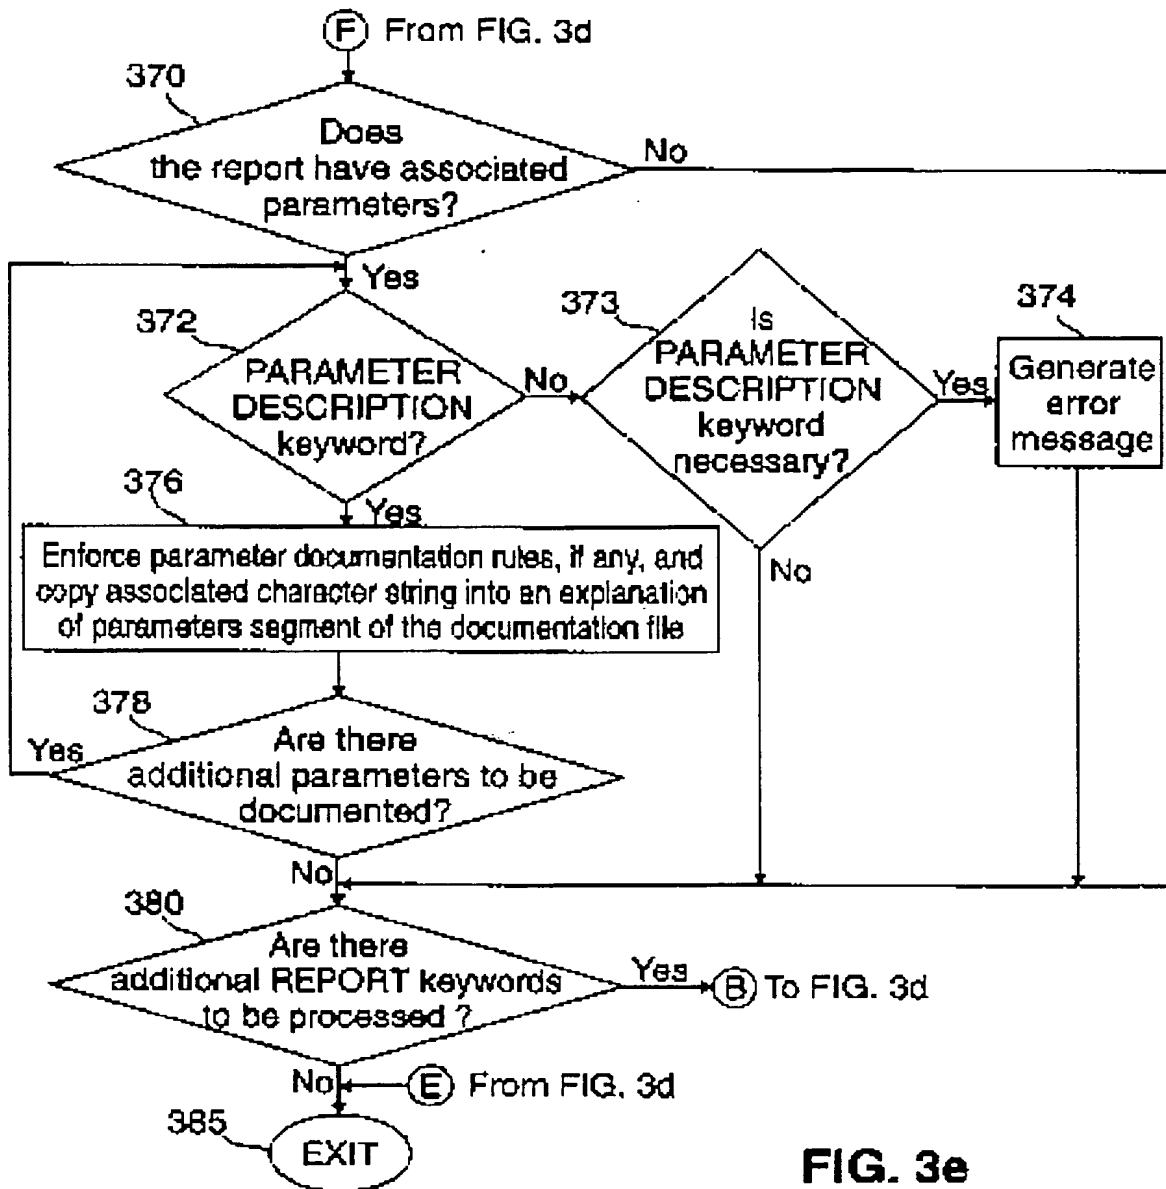 F From FIG. 3d
370
Does
the report have associated
parameters?
No
Yes
372
PARAMETER
DESCRIPTION
keyword?
No
373
Is
PARAMETER
DESCRIPTION
keyword
necessary?
Yes
374
Generate
error
message
No
Yes
376
Enforce parameter documentation rules, if any, and
copy associated character string into an explanation
of parameters segment of the documentation file
378
Yes
Are there
additional parameters to be
documented?
No
380
Are there
additional REPORT keywords
to be processed ?
Yes
B To FIG. 3d
No
E From FIG. 3d
385
EXIT
FIG. 3e